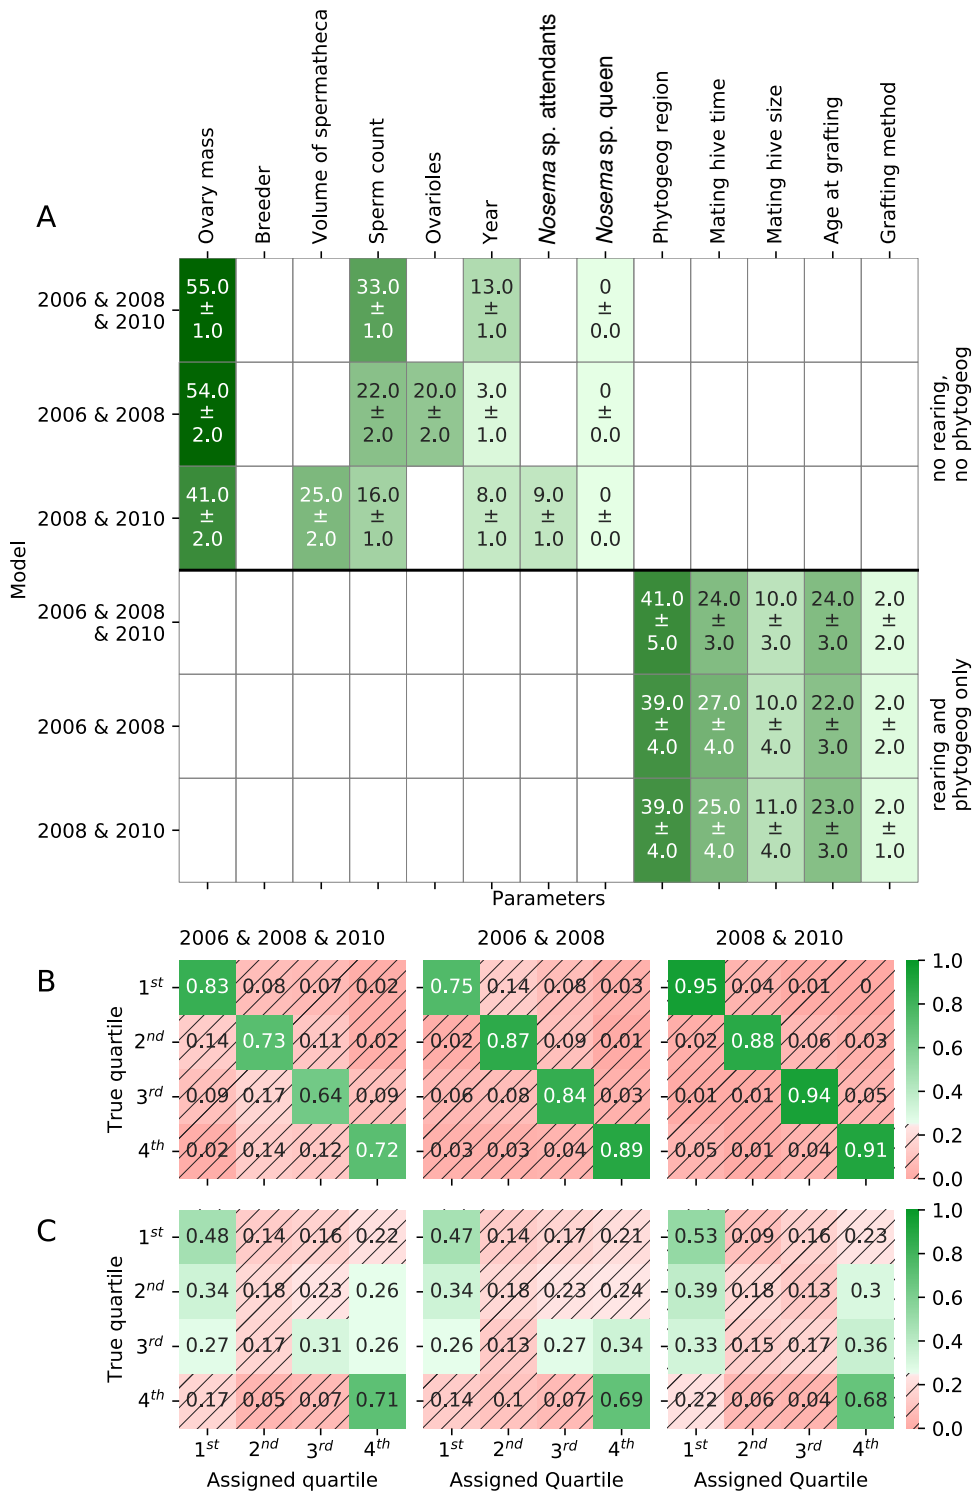 A
Ovary mass
Breeder
Volume of spermatheca
Sperm count
Ovarioles
Year
Nosema sp. attendants
Nosema sp. queen
Phytogeog region
Mating hive time
Mating hive size
Age at grafting
Grafting method
Model
2006 & 2008
& 2010
55.0 ± 1.0
33.0 ± 1.0
13.0 ± 1.0
0 ± 0.0
2006 & 2008
54.0 ± 2.0
22.0 ± 2.0
20.0 ± 2.0
3.0 ± 1.0
0 ± 0.0
2008 & 2010
41.0 ± 2.0
25.0 ± 2.0
16.0 ± 1.0
8.0 ± 1.0
9.0 ± 1.0
0 ± 0.0
no rearing,
no phytogeog
2006 & 2008
& 2010
41.0 ± 5.0
24.0 ± 3.0
10.0 ± 3.0
24.0 ± 3.0
2.0 ± 2.0
2006 & 2008
39.0 ± 4.0
27.0 ± 4.0
10.0 ± 4.0
22.0 ± 3.0
2.0 ± 2.0
2008 & 2010
39.0 ± 4.0
25.0 ± 4.0
11.0 ± 4.0
23.0 ± 3.0
2.0 ± 1.0
rearing and
phytogeog only
Parameters
B
2006 & 2008 & 2010
2006 & 2008
2008 & 2010
True quartile
1st 0.83 0.08 0.07 0.02 0.75 0.14 0.08 0.03 0.95 0.04 0.01 0
2nd 0.14 0.73 0.11 0.02 0.02 0.87 0.09 0.01 0.02 0.88 0.06 0.03
3rd 0.09 0.17 0.64 0.09 0.06 0.08 0.84 0.03 0.01 0.01 0.94 0.05
4th 0.02 0.14 0.12 0.72 0.03 0.03 0.04 0.89 0.05 0.01 0.04 0.91
1.0
0.8
0.6
0.4
0.2
0.0
C
True quartile
1st 0.48 0.14 0.16 0.22 0.47 0.14 0.17 0.21 0.53 0.09 0.16 0.23
2nd 0.34 0.18 0.23 0.26 0.34 0.18 0.23 0.24 0.39 0.18 0.13 0.3
3rd 0.27 0.17 0.31 0.26 0.26 0.13 0.27 0.34 0.33 0.15 0.17 0.36
4th 0.17 0.05 0.07 0.71 0.14 0.1 0.07 0.69 0.22 0.06 0.04 0.68
1.0
0.8
0.6
0.4
0.2
0.0
1st 2nd 3rd 4th
1st 2nd 3rd 4th
1st 2nd 3rd 4th
Assigned quartile
Assigned Quartile
Assigned Quartile